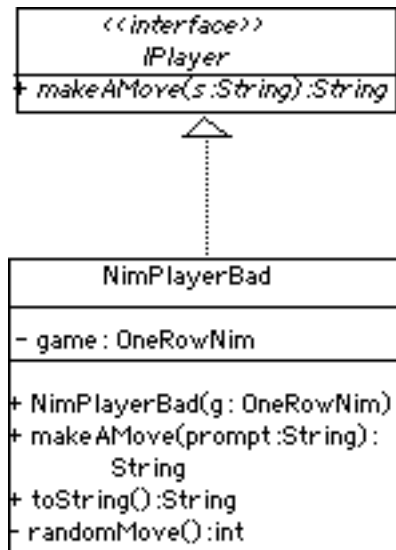 <<interface>>
IPlayer
+ makeAMove(s:String):String
NimPlayerBad
- game: OneRowNim
+ NimPlayerBad(g: OneRowNim)
+ makeAMove(prompt:String):
String
+ toString():String
- randomMove():int